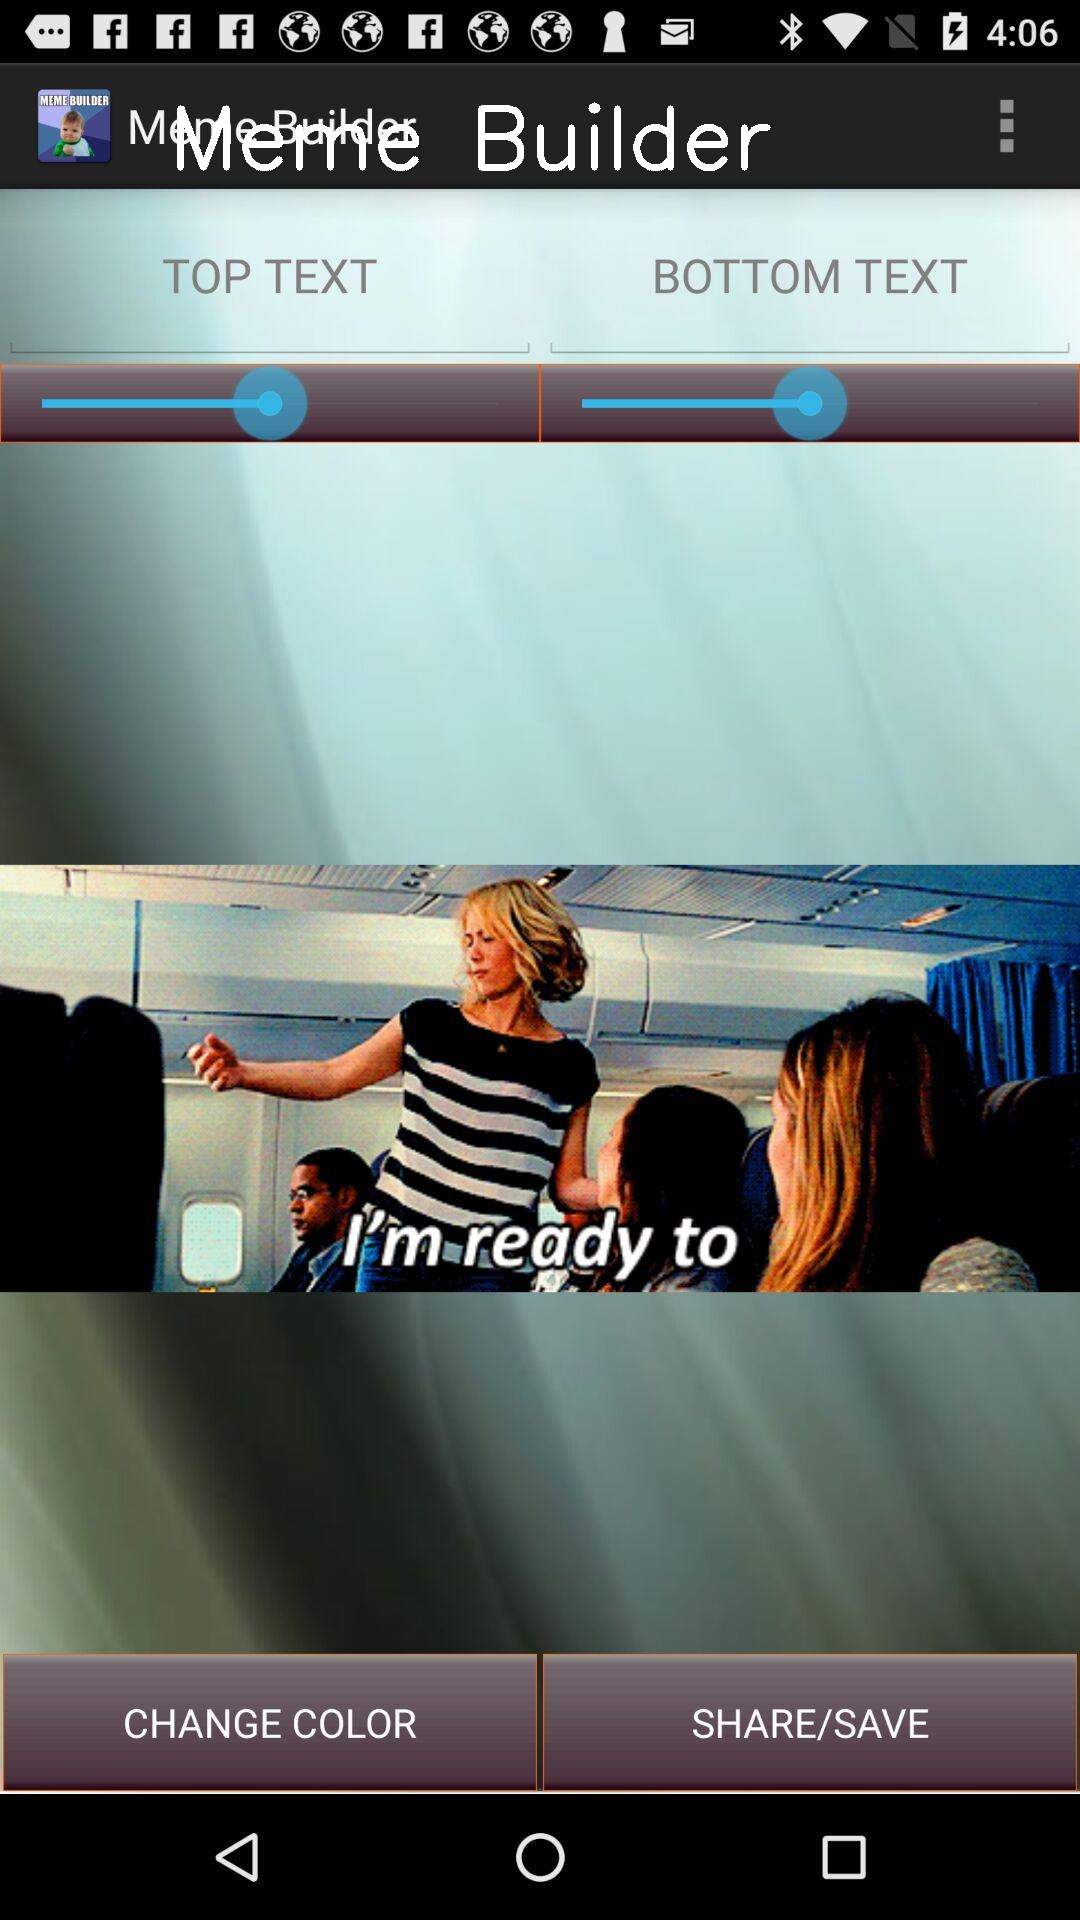 4:06
MEME BUILDER
Meme Builder
Meme Builder
TOP TEXT
BOTTOM TEXT
I'm ready to
CHANGE COLOR
SHARE/SAVE